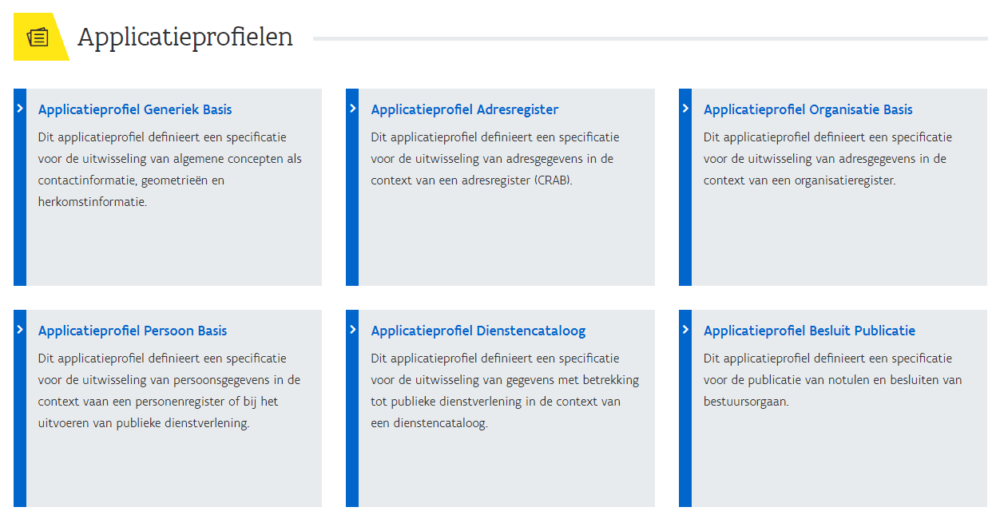 Applicatieprofielen
Applicatieprofiel Generiek Basis
Dit applicatieprofiel definieert een specificatie
voor de uitwisseling van algemene concepten als
contactinformatie, geometrieën en
herkomstinformatie.
Applicatieprofiel Adresregister
Dit applicatieprofiel definieert een specificatie
voor de uitwisseling van adresgegevens in de
context van een adresregister (CRAB).
Applicatieprofiel Organisatie Basis
Dit applicatieprofiel definieert een specificatie
voor de uitwisseling van adresgegevens in de
context van een organisatieregister.
Applicatieprofiel Persoon Basis
Dit applicatieprofiel definieert een specificatie
voor de uitwisseling van persoonsgegevens in de
context vaan een personenregister of bij het
uitvoeren van publieke dienstverlening.
Applicatieprofiel Dienstencataloog
Dit applicatieprofiel definieert een specificatie
voor de uitwisseling van gegevens met betrekking
tot publieke dienstverlening in de context van
een dienstencataloog.
Applicatieprofiel Besluit Publicatie
Dit applicatieprofiel definieert een specificatie
voor de publicatie van notulen en besluiten van
bestuursorgaan.